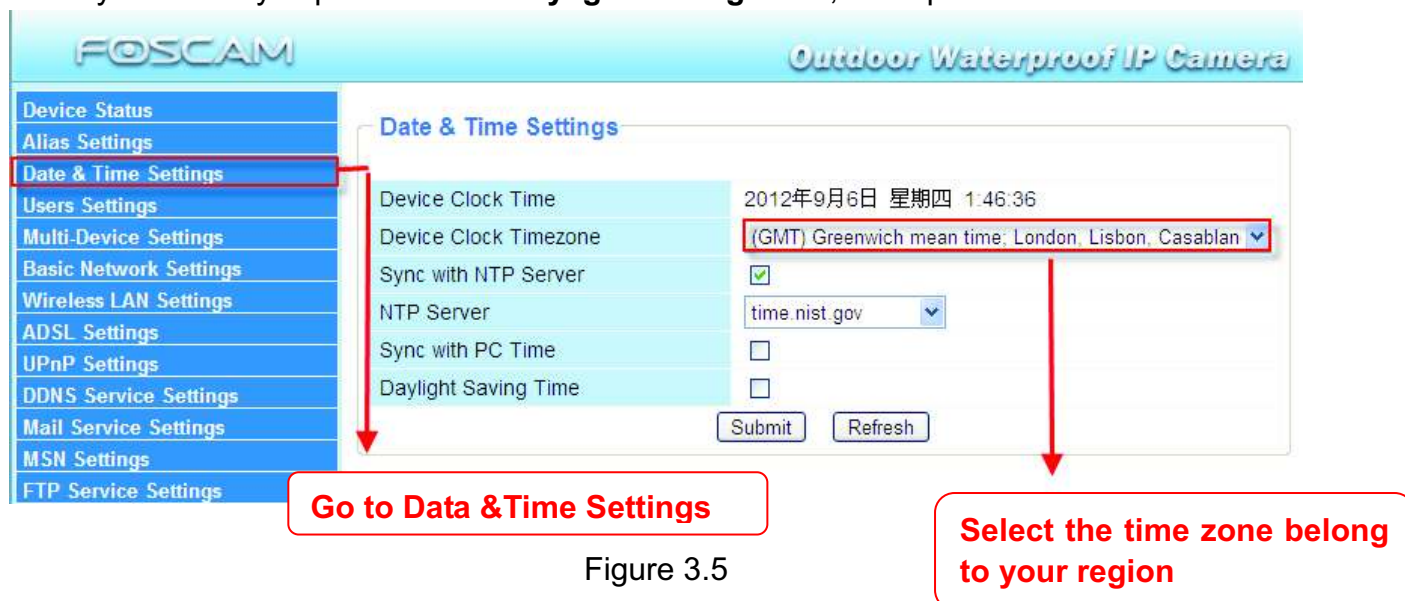 FOSCAM
Outdoor Waterproof IP Camera
Device Status
Alias Settings
Date & Time Settings
Users Settings
Multi-Device Settings
Basic Network Settings
Wireless LAN Settings
ADSL Settings
UPnP Settings
DDNS Service Settings
Mail Service Settings
MSN Settings
FTP Service Settings
Date & Time Settings
Device Clock Time 2012年9月6日 星期四 1:46:36
Device Clock Timezone (GMT) Greenwich mean time; London, Lisbon, Casablan
Sync with NTP Server
NTP Server time.nist.gov
Sync with PC Time
Daylight Saving Time
Submit Refresh
Go to Data &Time Settings
Select the time zone belong
to your region
Figure 3.5